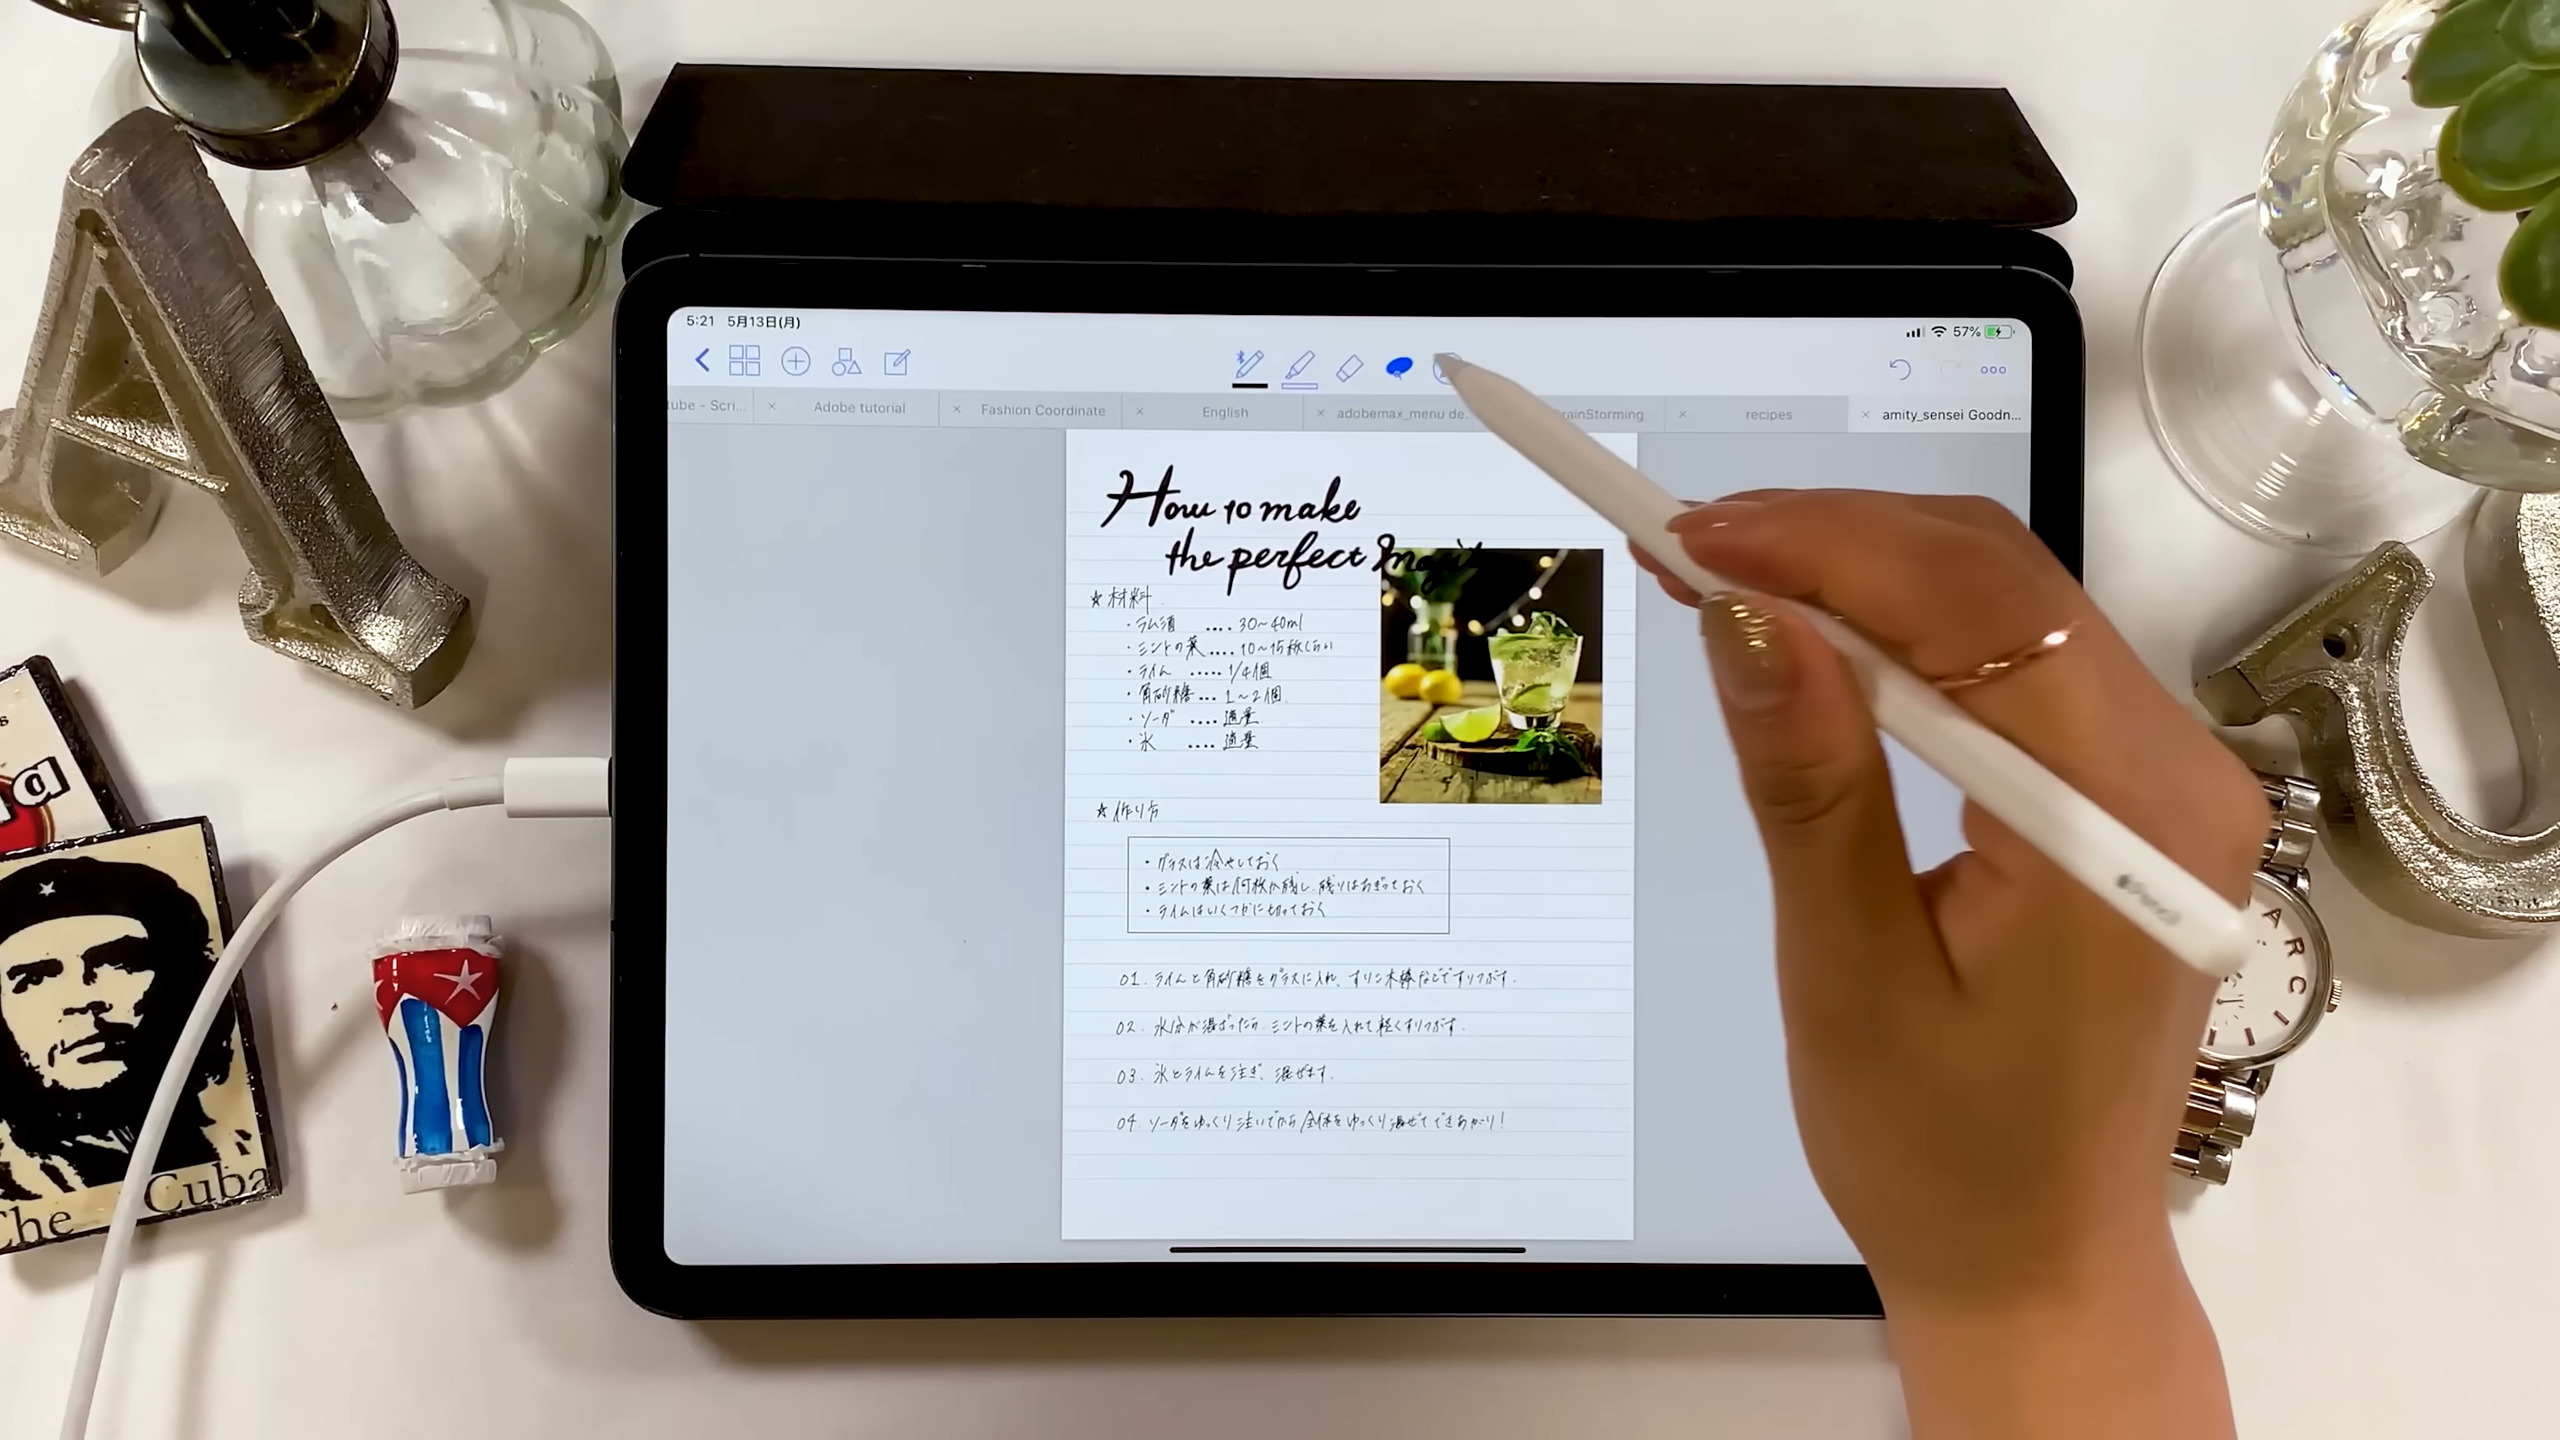 5:21 5月13日(月)
57%
tube - Scri...
Adobe tutorial
Fashion Coordinate
English
adobemax_menu de...
rainStorming
recipes
amity_sensei Goodn...
How to make
the perfect mojit
☆材料
・ラム酒 .... 30〜40ml
・ミントの葉 .... 10〜15枚くらい
・ライム ..... 1/4個
・角砂糖 ... 1〜2個
・ソーダ .... 適量
・氷 .... 適量
☆作り方
・グラスは冷やしておく
・ミントの葉は何枚か残し、残りはちぎっておく
・ライムはいくつかに切っておく
01. ライムと角砂糖をグラスに入れ、すりこ木棒などですりつぶす.
02. 水分が混ざったら、ミントの葉を入れて軽くすりつぶす.
03. 氷とライムを注ぎ、混ぜます.
04. ソーダをゆっくり注いでから全体をゆっくり混ぜてできあがり!
a
Che Cuba
Pencil
ARC